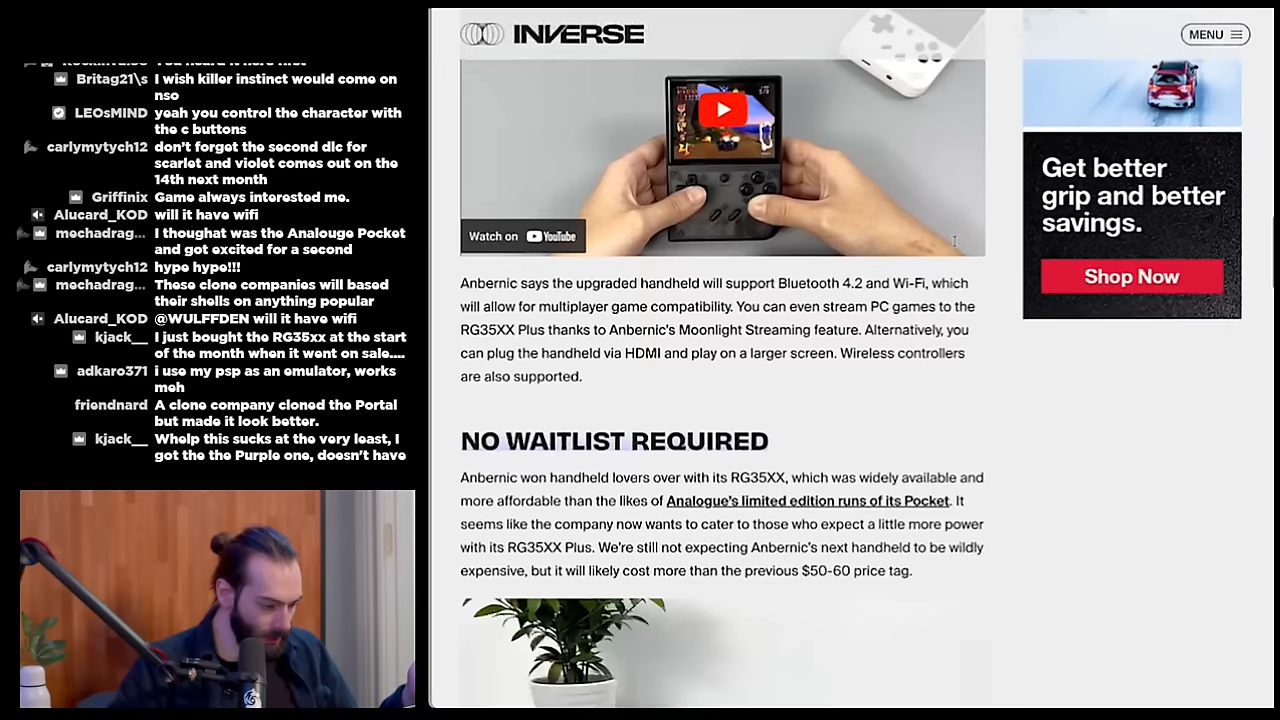 Britag21\s I wish killer instinct would come on
nso
LEOsMIND yeah you control the character with
the c buttons
carlymytych12 don't forget the second dlc for
scarlet and violet comes out on the
14th next month
Griffinix Game always interested me.
Alucard_KOD will it have wifi
mechadrag... I thoughat was the Analouge Pocket
and got excited for a second
carlymytych12 hype hype!!!
mechadrag... These clone companies will based
their shells on anything popular
Alucard_KOD @WULFFDEN will it have wifi
kjack__ I just bought the RG35xx at the start
of the month when it went on sale....
adkaro371 i use my psp as an emulator, works
meh
friendnard A clone company cloned the Portal
but made it look better.
kjack__ Whelp this sucks at the very least, I
got the the Purple one, doesn't have
INVERSE
MENU
Watch on YouTube
Anbernic says the upgraded handheld will support Bluetooth 4.2 and Wi-Fi, which
will allow for multiplayer game compatibility. You can even stream PC games to the
RG35XX Plus thanks to Anbernic's Moonlight Streaming feature. Alternatively, you
can plug the handheld via HDMI and play on a larger screen. Wireless controllers
are also supported.
NO WAITLIST REQUIRED
Anbernic won handheld lovers over with its RG35XX, which was widely available and
more affordable than the likes of Analogue's limited edition runs of its Pocket. It
seems like the company now wants to cater to those who expect a little more power
with its RG35XX Plus. We're still not expecting Anbernic's next handheld to be wildly
expensive, but it will likely cost more than the previous $50-60 price tag.
Get better
grip and better
savings.
Shop Now